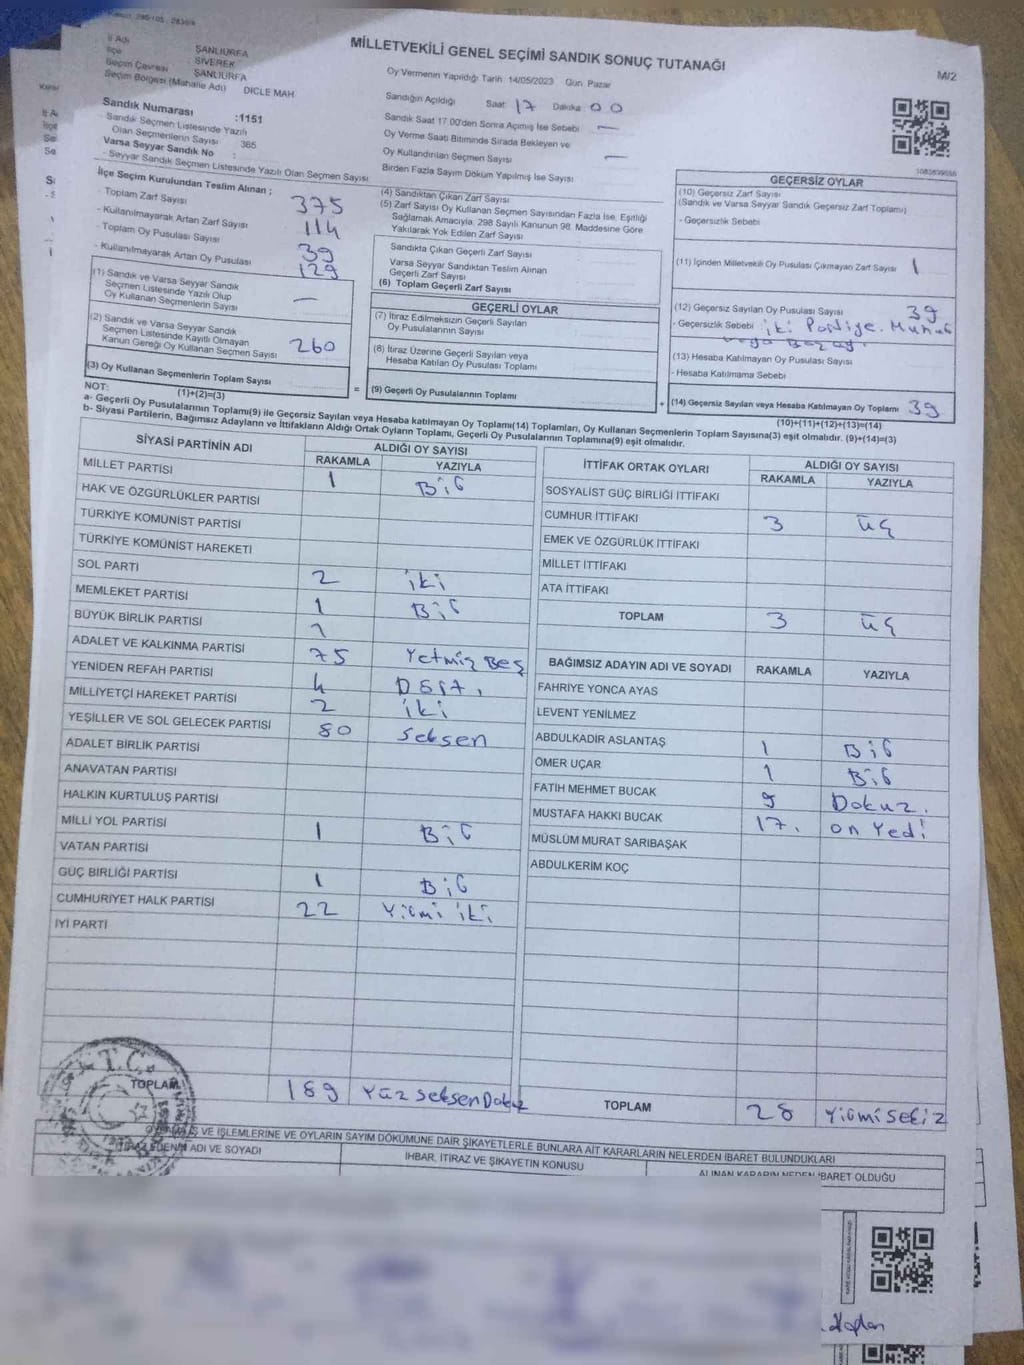 MİLLETVEKİLİ GENEL SEÇİMİ SANDIK SONUÇ TUTANAĞI
M/2
İl Adı : ŞANLIURFA
İlçe : SİVEREK
Seçim Çevresi : ŞANLIURFA
Seçim Bölgesi (Mahalle Adı) DICLE MAH
Sandık Numarası :1151
- Sandık Seçmen Listesinde Yazılı
Olan Seçmenlerin Sayısı : 365
Varsa Seyyar Sandık No :
- Seyyar Sandık Seçmen Listesinde Yazılı Olan Seçmen Sayısı
Oy Vermenin Yapıldığı Tarih: 14/05/2023 Gün: Pazar
Sandığın Açıldığı Saat: 17 Dakika 00
Sandık Saat 17.00'den Sonra Açılmış İse Sebebi —
Oy Verme Saati Bitiminde Sırada Bekleyen ve
Oy Kullandırılan Seçmen Sayısı —
Birden Fazla Sayım Döküm Yapılmış İse Sayısı
İlçe Seçim Kurulundan Teslim Alınan ;
- Toplam Zarf Sayısı 375
- Kullanılmayarak Artan Zarf Sayısı 114
- Toplam Oy Pusulası Sayısı 39
- Kullanılmayarak Artan Oy Pusulası 129
(1) Sandık ve Varsa Seyyar Sandık
Seçmen Listesinde Yazılı Olup
Oy Kullanan Seçmenlerin Sayısı —
(2) Sandık ve Varsa Seyyar Sandık
Seçmen Listesinde Kayıtlı Olmayan
Kanun Gereği Oy Kullanan Seçmen Sayısı 260
(3) Oy Kullanan Seçmenlerin Toplam Sayısı
(1)+(2)=(3)
(4) Sandıktan Çıkan Zarf Sayısı
(5) Zarf Sayısı Oy Kullanan Seçmen Sayısından Fazla İse, Eşitliği
Sağlamak Amacıyla, 298 Sayılı Kanunun 98. Maddesine Göre
Yakılarak Yok Edilen Zarf Sayısı
Sandıkta Çıkan Geçerli Zarf Sayısı
Varsa Seyyar Sandıktan Teslim Alınan
Geçerli Zarf Sayısı
(6) Toplam Geçerli Zarf Sayısı
GEÇERLİ OYLAR
(7) İtiraz Edilmeksizin Geçerli Sayılan
Oy Pusulalarının Sayısı
(8) İtiraz Üzerine Geçerli Sayılan veya
Hesaba Katılan Oy Pusulası Toplamı
= (9) Geçerli Oy Pusulalarının Toplamı
GEÇERSİZ OYLAR
(10) Geçersiz Zarf Sayısı
(Sandık ve Varsa Seyyar Sandık Geçersiz Zarf Toplamı)
- Geçersizlik Sebebi
(11) İçinden Milletvekili Oy Pusulası Çıkmayan Zarf Sayısı 1
(12) Geçersiz Sayılan Oy Pusulası Sayısı 39
- Geçersizlik Sebebi iki Partiye.
(13) Hesaba Katılmayan Oy Pusulası Sayısı
- Hesaba Katılmama Sebebi
+ (14) Geçersiz Sayılan veya Hesaba Katılmayan Oy Toplamı 39
(10)+(11)+(12)+(13)=(14)
NOT:
a- Geçerli Oy Pusulalarının Toplamı(9) ile Geçersiz Sayılan veya Hesaba katılmayan Oy Toplamı(14) Toplamları, Oy Kullanan Seçmenlerin Toplam Sayısına(3) eşit olmalıdır. (9)+(14)=(3)
b- Siyasi Partilerin, Bağımsız Adayların ve İttifakların Aldığı Ortak Oyların Toplamı, Geçerli Oy Pusulalarının Toplamına(9) eşit olmalıdır.
SİYASİ PARTİNİN ADI ALDIĞI OY SAYISI
RAKAMLA YAZIYLA
MİLLET PARTİSİ 1 Bir
HAK VE ÖZGÜRLÜKLER PARTİSİ
TÜRKİYE KOMÜNİST PARTİSİ
TÜRKİYE KOMÜNİST HAREKETİ
SOL PARTİ 2 iki
MEMLEKET PARTİSİ 1 Bir
BÜYÜK BİRLİK PARTİSİ 1
ADALET VE KALKINMA PARTİSİ 75 Yetmiş Beş
YENİDEN REFAH PARTİSİ 4 Dört.
MİLLİYETÇİ HAREKET PARTİSİ 2 iki
YEŞİLLER VE SOL GELECEK PARTİSİ 80 Seksen
ADALET BİRLİK PARTİSİ
ANAVATAN PARTİSİ
HALKIN KURTULUŞ PARTİSİ
MİLLİ YOL PARTİSİ 1 Bir
VATAN PARTİSİ
GÜÇ BİRLİĞİ PARTİSİ 1 Bir
CUMHURİYET HALK PARTİSİ 22 Yirmi iki
İYİ PARTİ
TOPLAM 189 Yüz Seksen Dokuz
İTTİFAK ORTAK OYLARI ALDIĞI OY SAYISI
RAKAMLA YAZIYLA
SOSYALİST GÜÇ BİRLİĞİ İTTİFAKI
CUMHUR İTTİFAKI 3 üç
EMEK VE ÖZGÜRLÜK İTTİFAKI
MİLLET İTTİFAKI
ATA İTTİFAKI
TOPLAM 3 üç
BAĞIMSIZ ADAYIN ADI VE SOYADI RAKAMLA YAZIYLA
FAHRİYE YONCA AYAS
LEVENT YENİLMEZ
ABDULKADİR ASLANTAŞ 1 Bir
ÖMER UÇAR 1 Bir
FATİH MEHMET BUCAK 9 Dokuz.
MUSTAFA HAKKI BUCAK 17. on Yedi
MÜSLÜM MURAT SARIBAŞAK
ABDULKERİM KOÇ
TOPLAM 28 Yirmi Sekiz
T.C.
VE İŞLEMLERİNE VE OYLARIN SAYIM DÖKÜMÜNE DAİR ŞİKAYETLERLE BUNLARA AİT KARARLARIN NELERDEN İBARET BULUNDUKLARI
ADI VE SOYADI İHBAR, İTİRAZ VE ŞİKAYETİN KONUSU ALINAN KARARIN NEDEN İBARET OLDUĞU